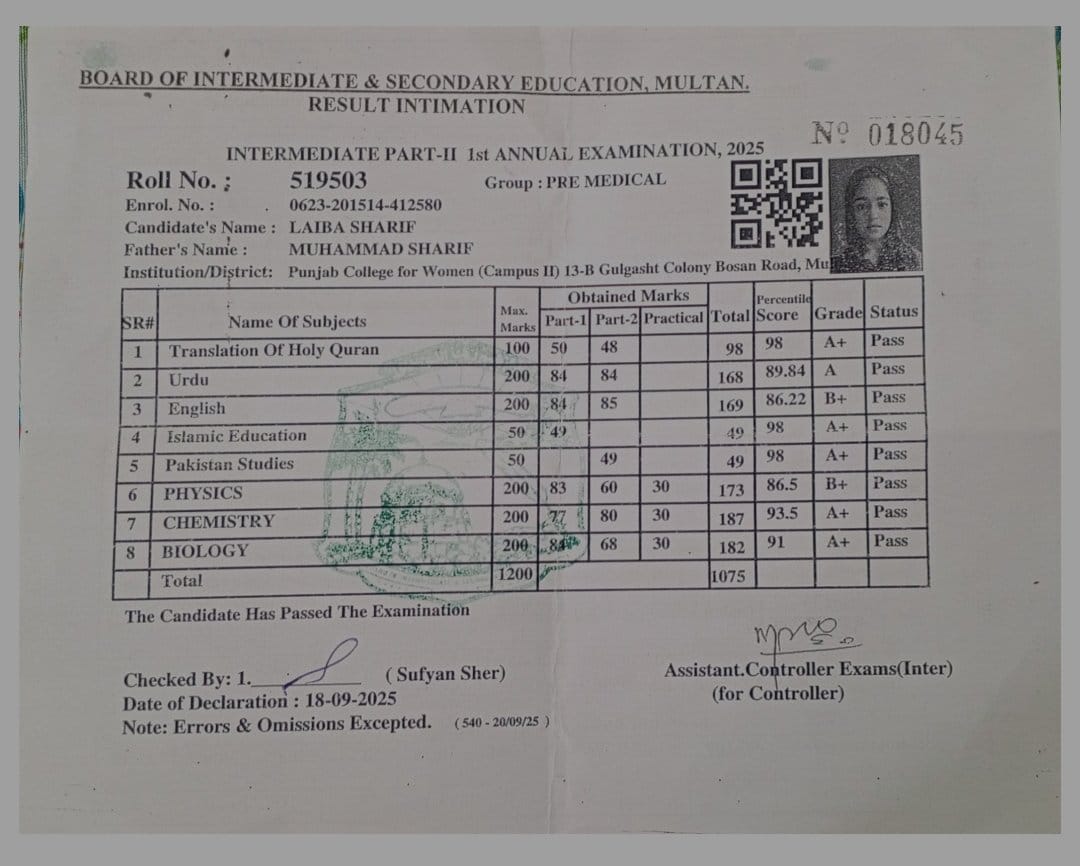 BOARD OF INTERMEDIATE & SECONDARY EDUCATION, MULTAN.
RESULT INTIMATION
Nº 018045
INTERMEDIATE PART-II 1st ANNUAL EXAMINATION, 2025
Roll No. : 519503 Group : PRE MEDICAL
Enrol. No. : 0623-201514-412580
Candidate's Name : LAIBA SHARIF
Father's Name : MUHAMMAD SHARIF
Institution/District: Punjab College for Women (Campus II) 13-B Gulgasht Colony Bosan Road, Mu
SR# Name Of Subjects Max. Marks Obtained Marks Part-1 Part-2 Practical Total Percentile Score Grade Status
1 Translation Of Holy Quran 100 50 48 98 98 A+ Pass
2 Urdu 200 84 84 168 89.84 A Pass
3 English 200 84 85 169 86.22 B+ Pass
4 Islamic Education 50 49 49 98 A+ Pass
5 Pakistan Studies 50 49 49 98 A+ Pass
6 PHYSICS 200 83 60 30 173 86.5 B+ Pass
7 CHEMISTRY 200 77 80 30 187 93.5 A+ Pass
8 BIOLOGY 200 84 68 30 182 91 A+ Pass
Total 1200 1075
The Candidate Has Passed The Examination
Checked By: 1. ( Sufyan Sher)
Assistant.Controller Exams(Inter)
(for Controller)
Date of Declaration : 18-09-2025
Note: Errors & Omissions Excepted. ( 540 - 20/09/25 )